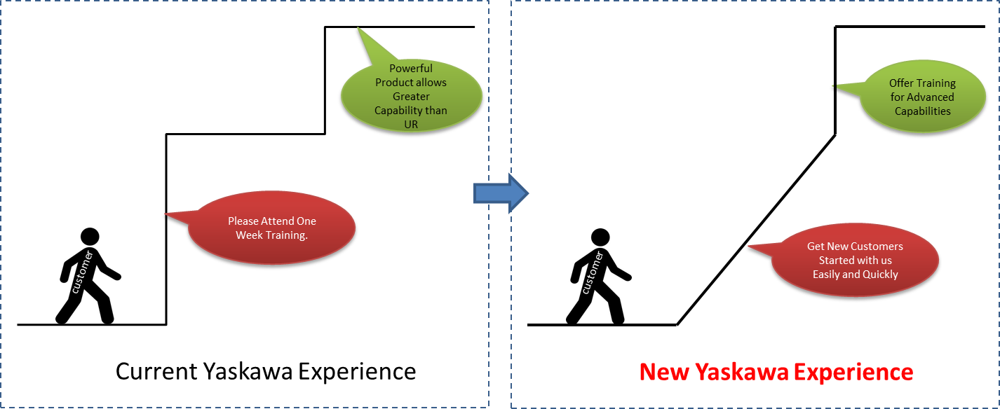 Powerful
Product allows
Greater
Capability than
UR
Please Attend One
Week Training.
customer
Current Yaskawa Experience
Offer Training
for Advanced
Capabilities
Get New Customers
Started with us
Easily and Quickly
customer
New Yaskawa Experience